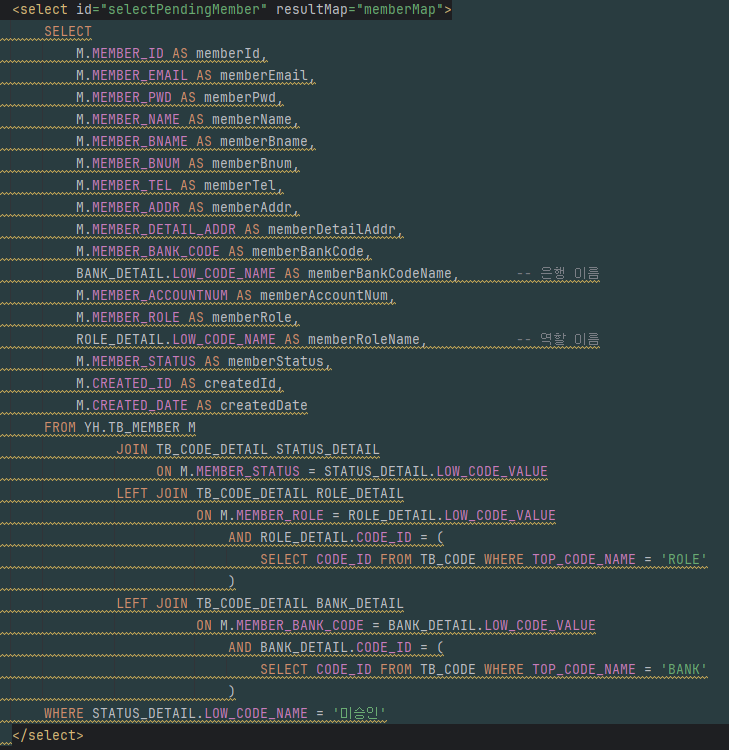 <select id="selectPendingMember" resultMap="memberMap">
SELECT
M.MEMBER_ID AS memberId,
M.MEMBER_EMAIL AS memberEmail,
M.MEMBER_PWD AS memberPwd,
M.MEMBER_NAME AS memberName,
M.MEMBER_BNAME AS memberBname,
M.MEMBER_BNUM AS memberBnum,
M.MEMBER_TEL AS memberTel,
M.MEMBER_ADDR AS memberAddr,
M.MEMBER_DETAIL_ADDR AS memberDetailAddr,
M.MEMBER_BANK_CODE AS memberBankCode,
BANK_DETAIL.LOW_CODE_NAME AS memberBankCodeName, -- 은행 이름
M.MEMBER_ACCOUNTNUM AS memberAccountNum,
M.MEMBER_ROLE AS memberRole,
ROLE_DETAIL.LOW_CODE_NAME AS memberRoleName, -- 역할 이름
M.MEMBER_STATUS AS memberStatus,
M.CREATED_ID AS createdId,
M.CREATED_DATE AS createdDate
FROM YH.TB_MEMBER M
JOIN TB_CODE_DETAIL STATUS_DETAIL
ON M.MEMBER_STATUS = STATUS_DETAIL.LOW_CODE_VALUE
LEFT JOIN TB_CODE_DETAIL ROLE_DETAIL
ON M.MEMBER_ROLE = ROLE_DETAIL.LOW_CODE_VALUE
AND ROLE_DETAIL.CODE_ID = (
SELECT CODE_ID FROM TB_CODE WHERE TOP_CODE_NAME = 'ROLE'
)
LEFT JOIN TB_CODE_DETAIL BANK_DETAIL
ON M.MEMBER_BANK_CODE = BANK_DETAIL.LOW_CODE_VALUE
AND BANK_DETAIL.CODE_ID = (
SELECT CODE_ID FROM TB_CODE WHERE TOP_CODE_NAME = 'BANK'
)
WHERE STATUS_DETAIL.LOW_CODE_NAME = '미승인'
</select>